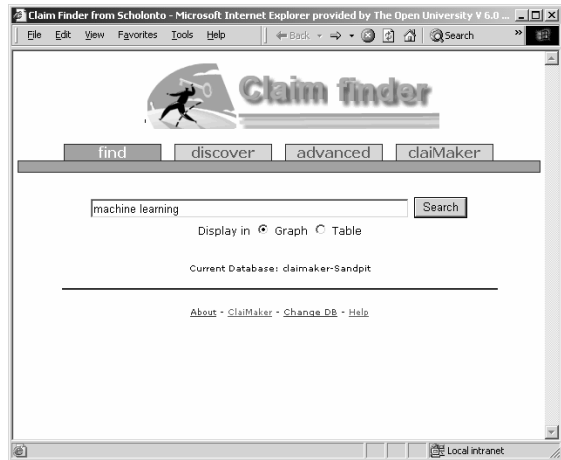 Claim Finder from Scholonto - Microsoft Internet Explorer provided by The Open University V 6.0 ...
File Edit View Favorites Tools Help Back Search »
Claim finder
find discover advanced claiMaker
machine learning Search
Display in Graph Table
Current Database: claimaker-Sandpit
About - ClaiMaker - Change DB - Help
Local intranet